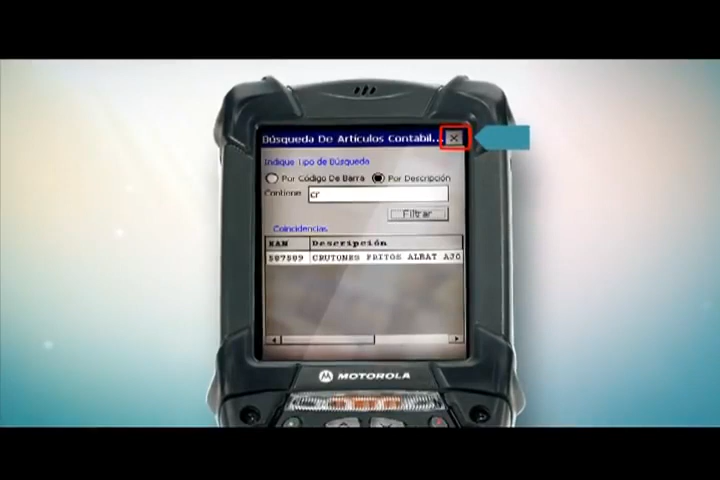 Búsqueda De Artículos Contabil...
Indique Tipo de Búsqueda
Por Código De Barra Por Descripción
Contiene cr
Filtrar
Coincidencias
EAN Descripción
587589 CRUTONES FRITOS ALBAT AJO
MOTOROLA